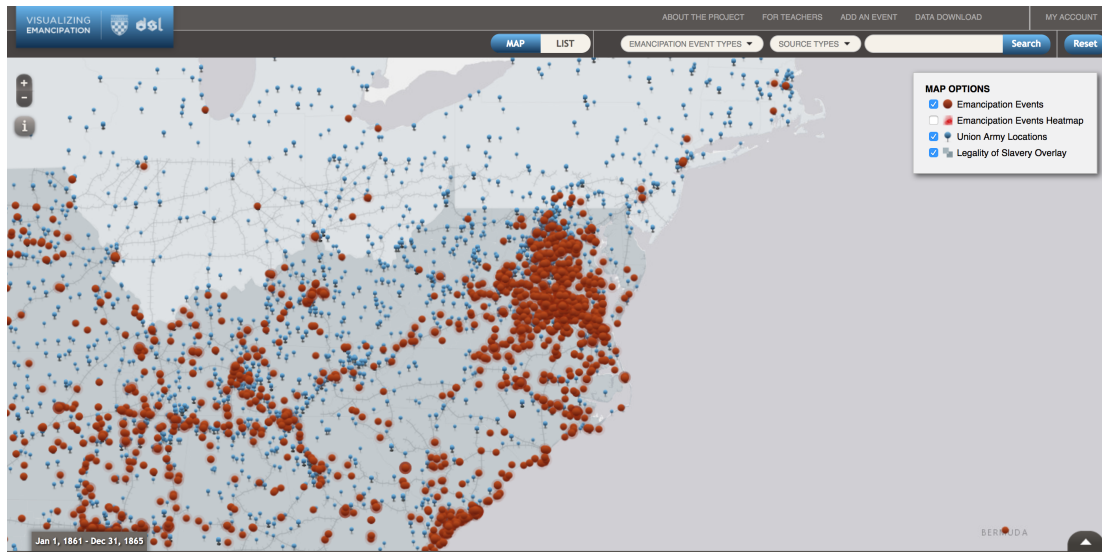 VISUALIZING
EMANCIPATION
dsl
ABOUT THE PROJECT FOR TEACHERS ADD AN EVENT DATA DOWNLOAD MY ACCOUNT
MAP LIST EMANCIPATION EVENT TYPES SOURCE TYPES Search Reset
+
−
i
MAP OPTIONS
Emancipation Events
Emancipation Events Heatmap
Union Army Locations
Legality of Slavery Overlay
BERMUDA
Jan 1, 1861 - Dec 31, 1865